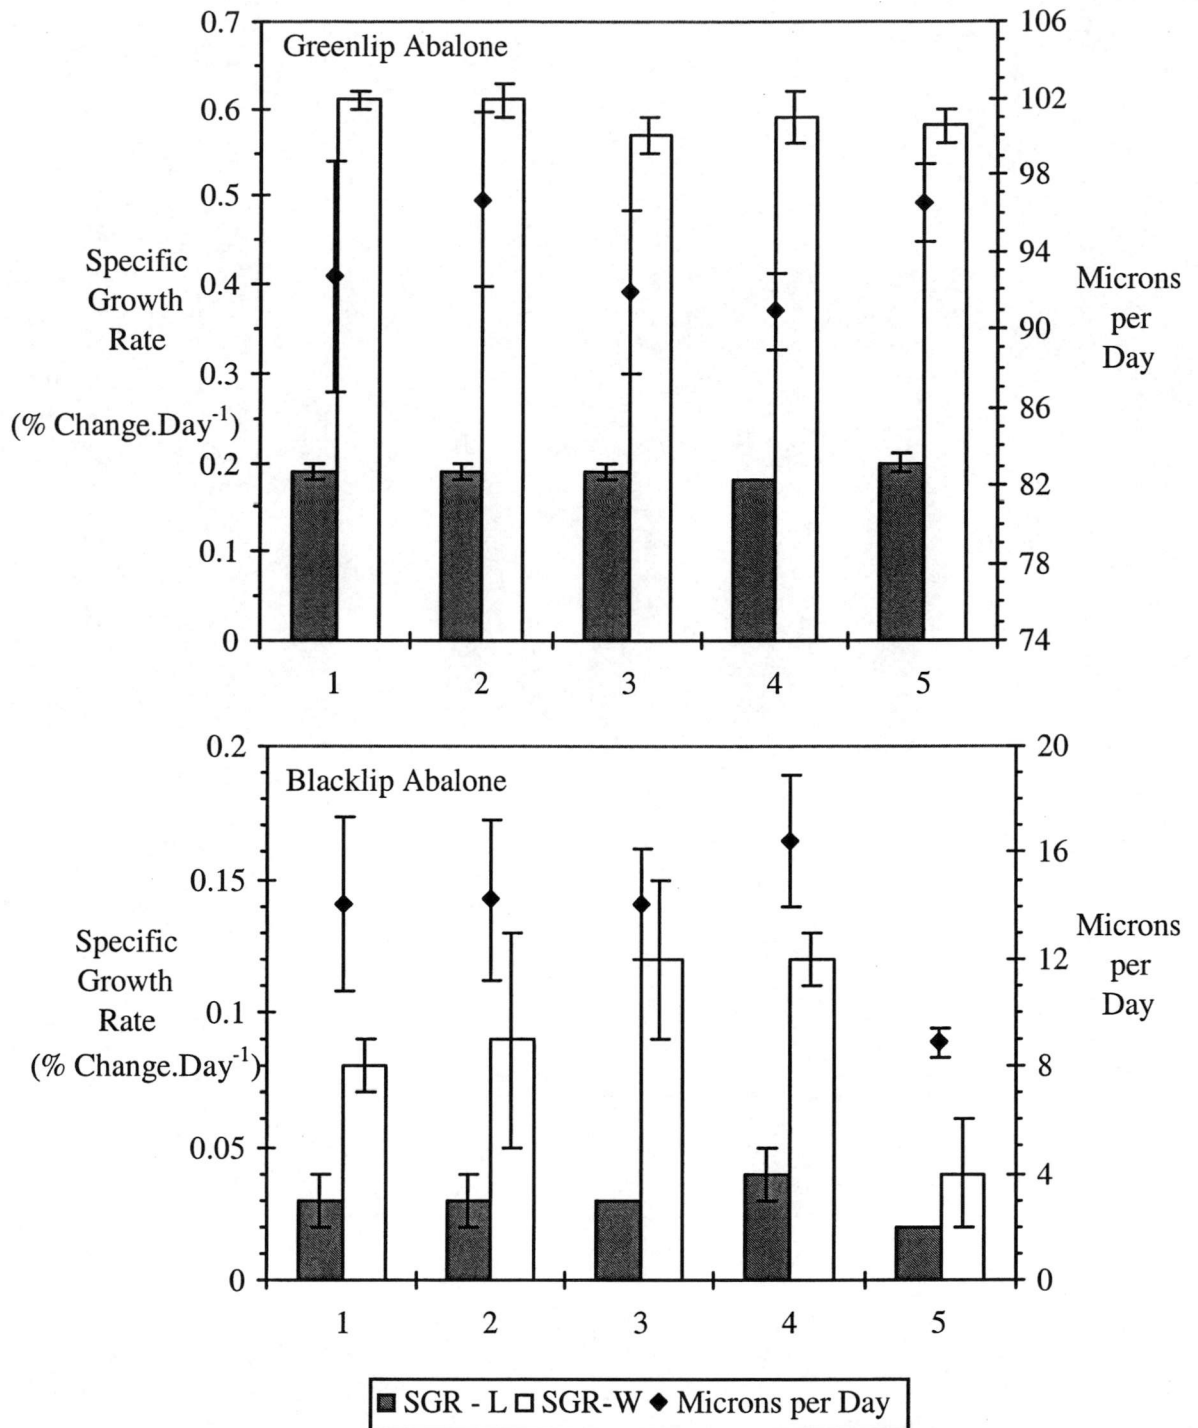 Greenlip Abalone
0.7
0.6
0.5
0.4
0.3
0.2
0.1
0
Specific
Growth
Rate
(% Change.Day⁻¹)
106
102
98
94
90
86
82
78
74
Microns
per
Day
1 2 3 4 5
Blacklip Abalone
0.2
0.15
0.1
0.05
0
Specific
Growth
Rate
(% Change.Day⁻¹)
20
16
12
8
4
0
Microns
per
Day
1 2 3 4 5
SGR - L SGR-W Microns per Day